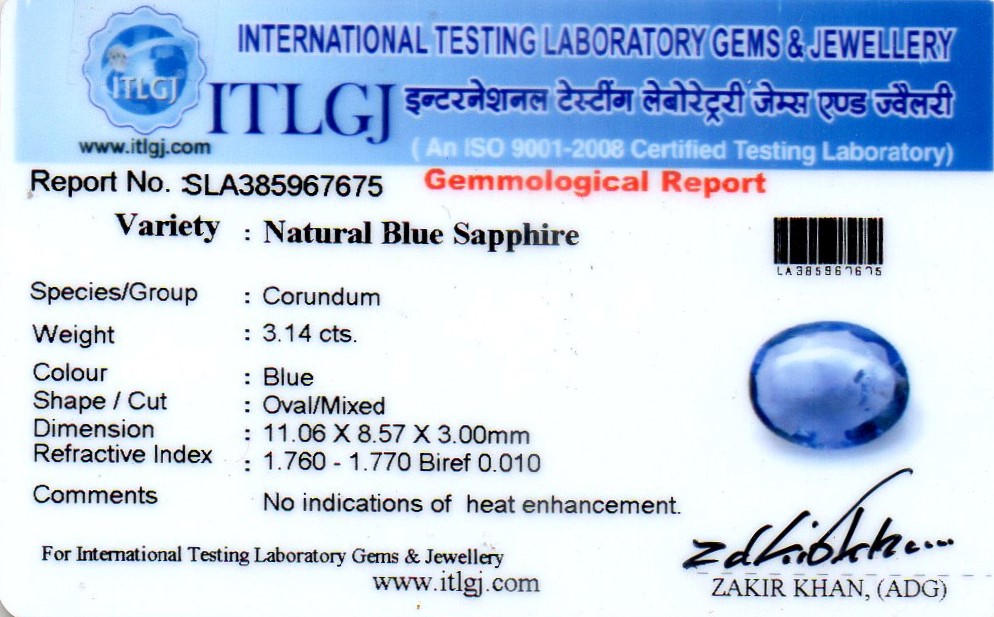 INTERNATIONAL TESTING LABORATORY GEMS & JEWELLERY
ITLGJ
ITLGJ इन्टरनेशनल टेस्टींग लेबोरेट्ररी जेम्स एण्ड ज्वैलरी
www.itlgj.com
(An ISO 9001-2008 Certified Testing Laboratory)
Report No. :SLA385967675
Gemmological Report
Variety : Natural Blue Sapphire
LA385967675
Species/Group : Corundum
Weight : 3.14 cts.
Colour : Blue
Shape / Cut : Oval/Mixed
Dimension : 11.06 X 8.57 X 3.00mm
Refractive Index : 1.760 - 1.770 Biref 0.010
Comments No indications of heat enhancement.
For International Testing Laboratory Gems & Jewellery
www.itlgj.com
zakirkhan....
ZAKIR KHAN, (ADG)